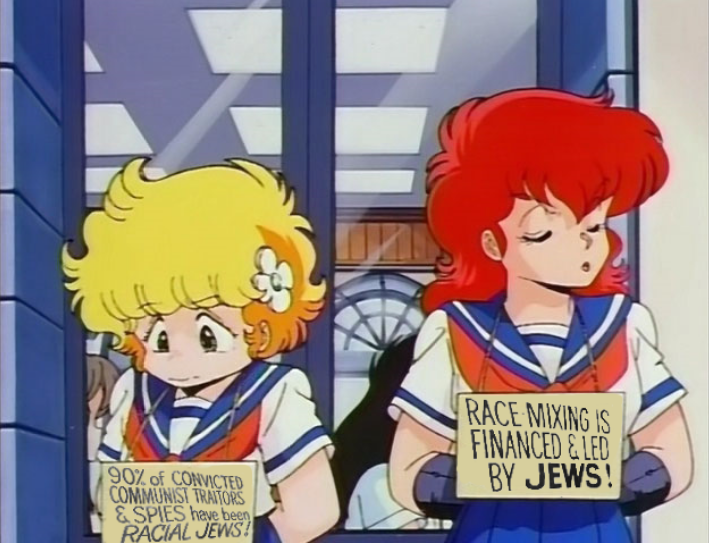 90% of CONVICTED
COMMUNIST TRAITORS
& SPIES have been
RACIAL JEWS!
RACE-MIXING IS
FINANCED & LED
BY JEWS!